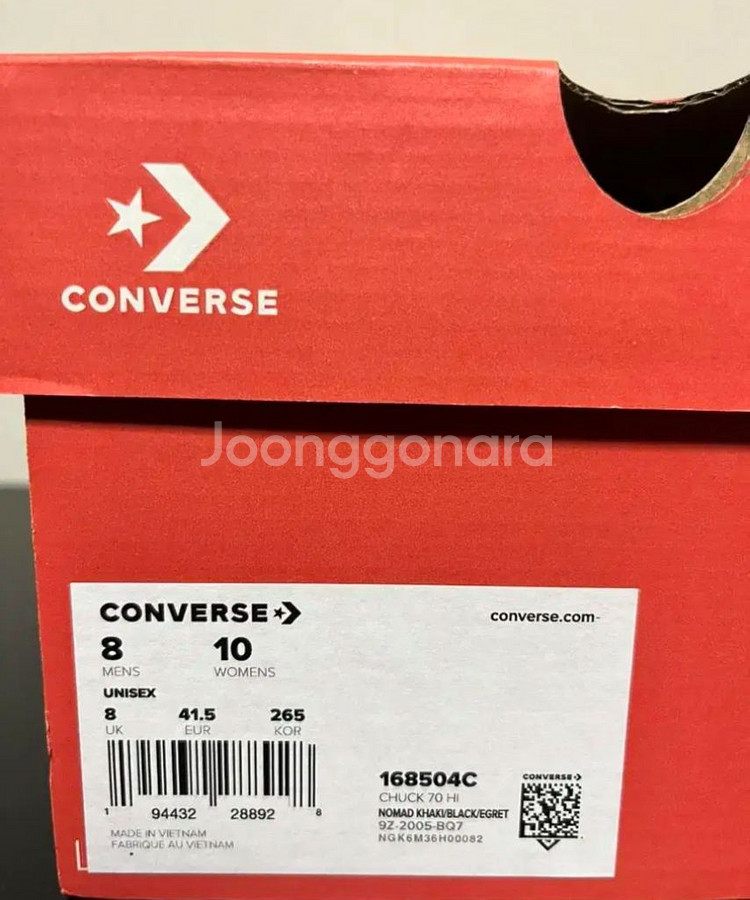 CONVERSE
Joonggonara
CONVERSE
converse.com
8 10
MENS WOMENS
UNISEX
8 41.5 265
UK EUR KOR
1 94432 28892 8
168504C
CHUCK 70 HI
NOMAD KHAKI/BLACK/EGRET
9Z-2005-BQ7
NGK6M36H00082
CONVERSE
MADE IN VIETNAM
FABRIQUE AU VIETNAM